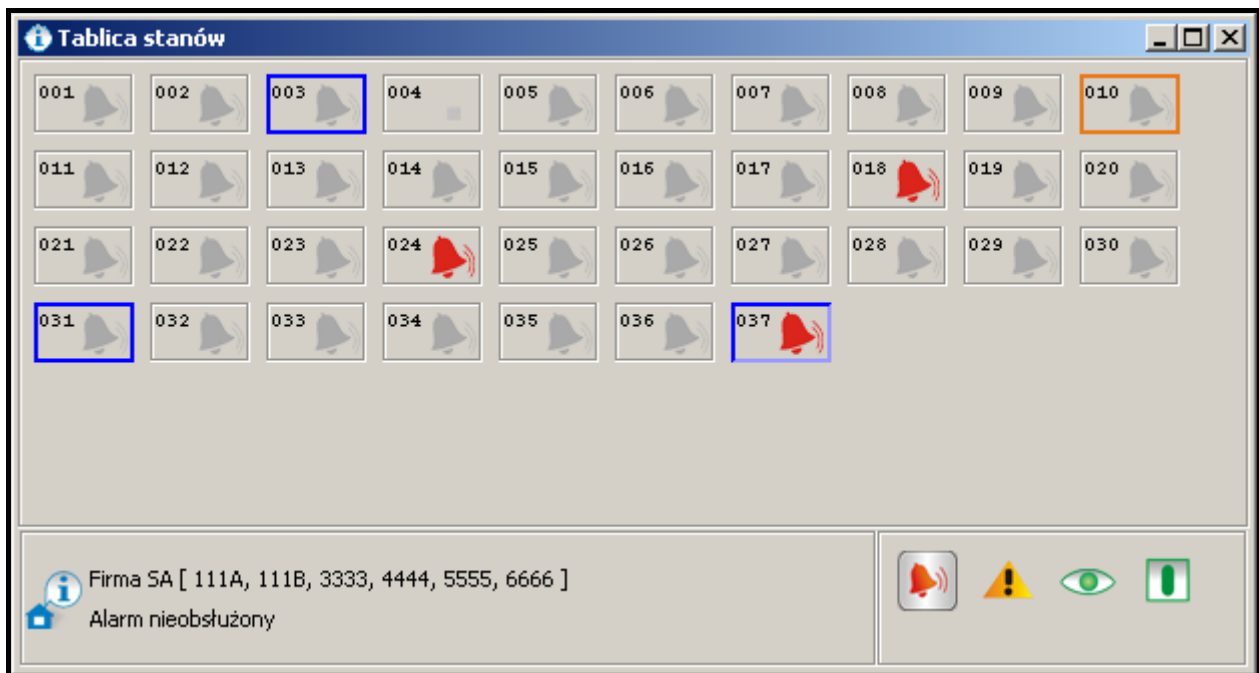 Tablica stanów
001 002 003 004 005 006 007 008 009 010
011 012 013 014 015 016 017 018 019 020
021 022 023 024 025 026 027 028 029 030
031 032 033 034 035 036 037
Firma SA [ 111A, 111B, 3333, 4444, 5555, 6666 ]
Alarm nieobsłużony